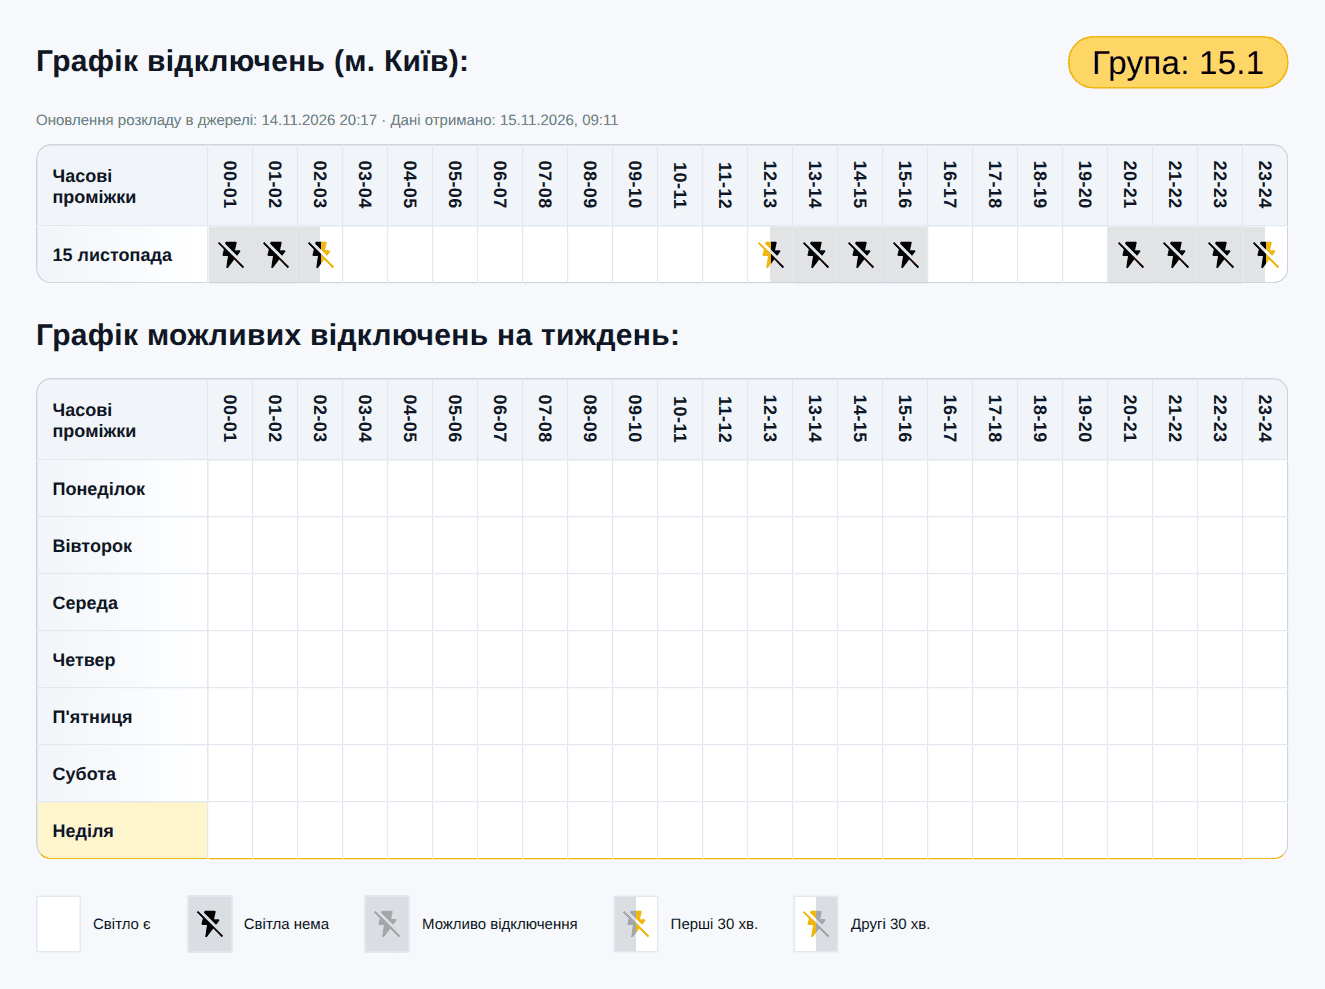 Графік відключень (м. Київ):
Група: 15.1
Оновлення розкладу в джерелі: 14.11.2026 20:17 · Дані отримано: 15.11.2026, 09:11
Часові
проміжки
00-01
01-02
02-03
03-04
04-05
05-06
06-07
07-08
08-09
09-10
10-11
11-12
12-13
13-14
14-15
15-16
16-17
17-18
18-19
19-20
20-21
21-22
22-23
23-24
15 листопада
Графік можливих відключень на тиждень:
Часові
проміжки
00-01
01-02
02-03
03-04
04-05
05-06
06-07
07-08
08-09
09-10
10-11
11-12
12-13
13-14
14-15
15-16
16-17
17-18
18-19
19-20
20-21
21-22
22-23
23-24
Понеділок
Вівторок
Середа
Четвер
П'ятниця
Субота
Неділя
Світло є
Світла нема
Можливо відключення
Перші 30 хв.
Другі 30 хв.